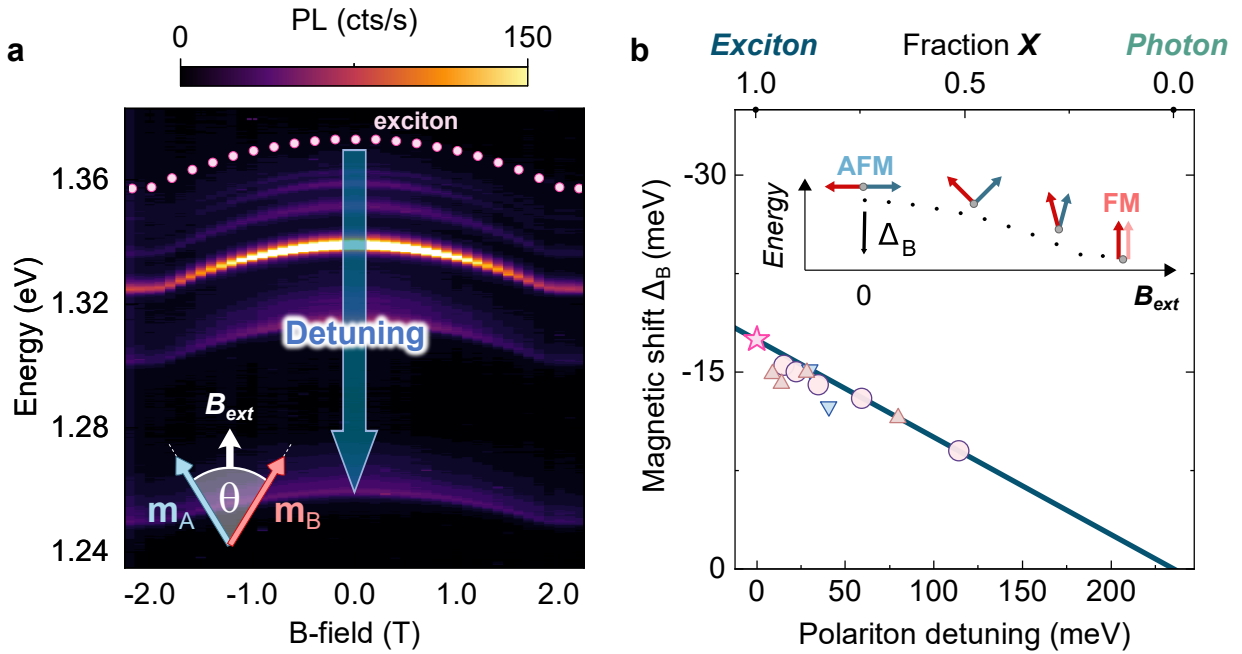 a
PL (cts/s)
0 150
exciton
Energy (eV)
1.36
1.32
1.28
1.24
Detuning
B_ext
θ
m_A m_B
-2.0 -1.0 0.0 1.0 2.0
B-field (T)
b
Exciton Fraction X Photon
1.0 0.5 0.0
Magnetic shift Δ_B (meV)
-30
-15
0
Energy
AFM
FM
Δ_B
0
B_ext
0 50 100 150 200
Polariton detuning (meV)